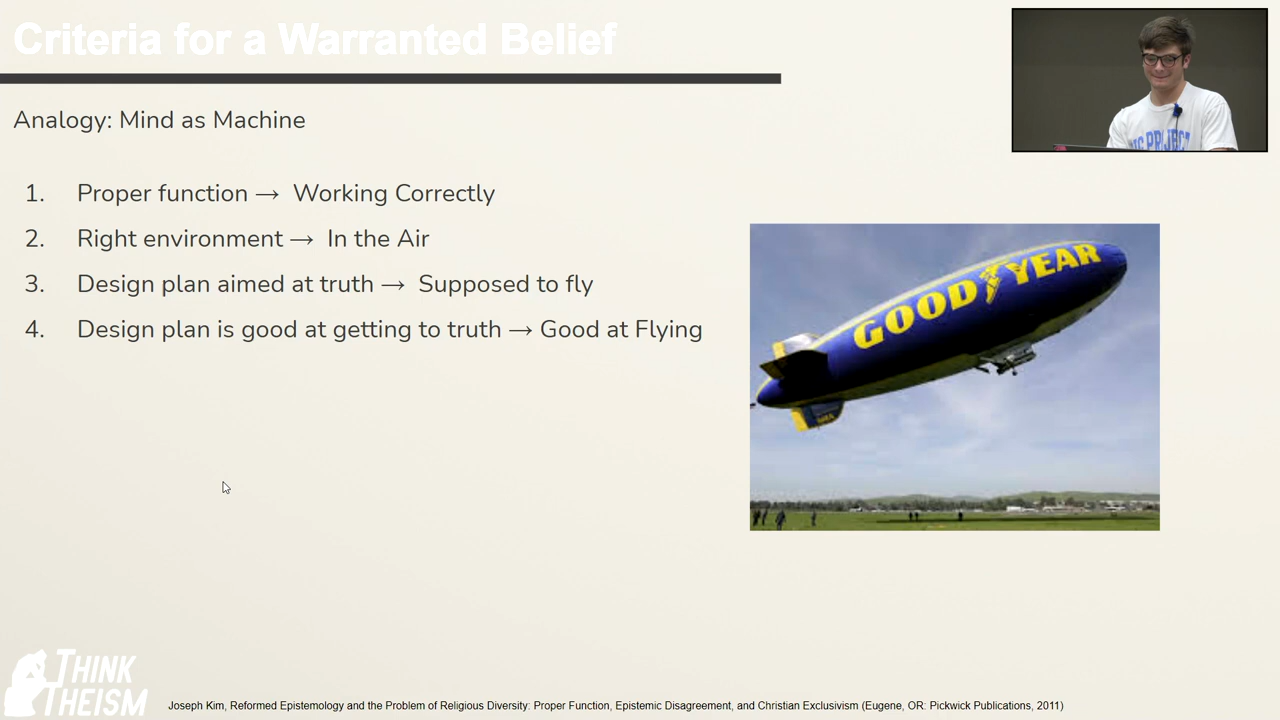 Criteria for a Warranted Belief
Analogy: Mind as Machine
1. Proper function → Working Correctly
2. Right environment → In the Air
3. Design plan aimed at truth → Supposed to fly
4. Design plan is good at getting to truth → Good at Flying
GOOD YEAR
PROJECT
THINK
THEISM
Joseph Kim, Reformed Epistemology and the Problem of Religious Diversity: Proper Function, Epistemic Disagreement, and Christian Exclusivism (Eugene, OR: Pickwick Publications, 2011)